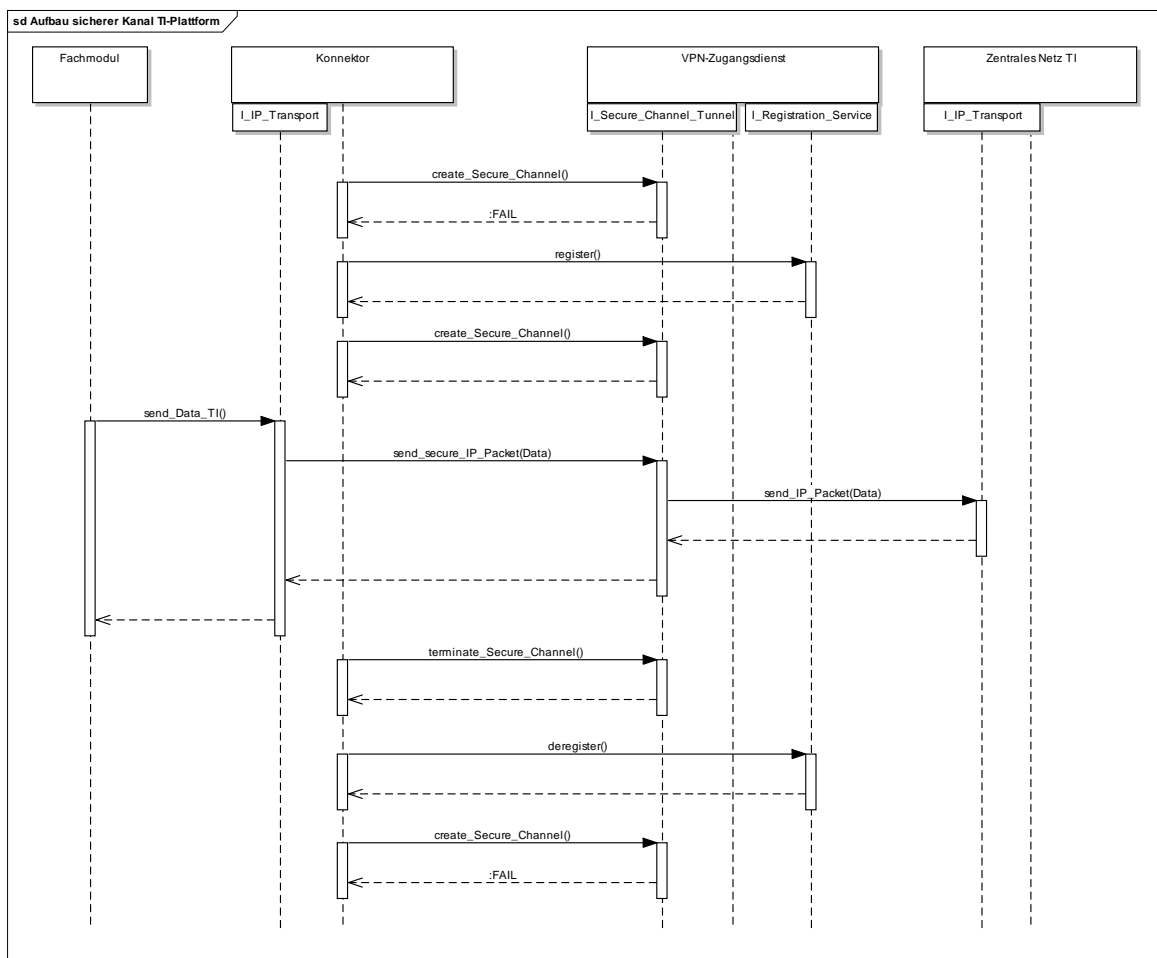 sd Aufbau sicherer Kanal TI-Plattform
Fachmodul
Konnektor
VPN-Zugangsdienst
Zentrales Netz TI
I_IP_Transport
I_Secure_Channel_Tunnel
I_Registration_Service
I_IP_Transport
create_Secure_Channel()
:FAIL
register()
create_Secure_Channel()
send_Data_TI()
send_secure_IP_Packet(Data)
send_IP_Packet(Data)
terminate_Secure_Channel()
deregister()
create_Secure_Channel()
:FAIL